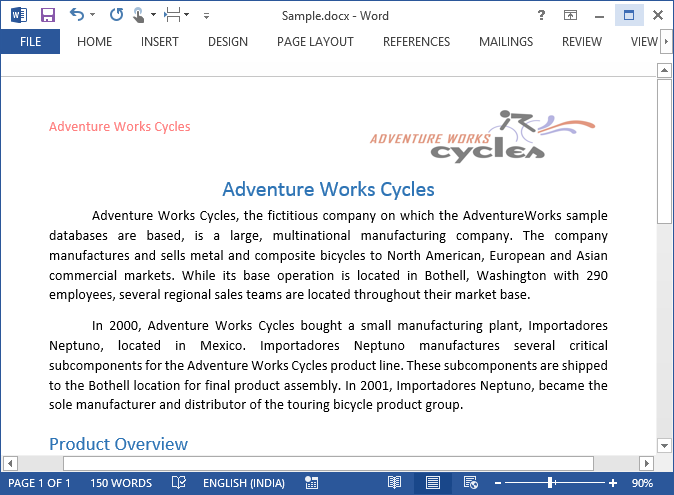 Sample.docx - Word
FILE HOME INSERT DESIGN PAGE LAYOUT REFERENCES MAILINGS REVIEW VIEW
Adventure Works Cycles
ADVENTURE WORKS
cycles
Adventure Works Cycles
Adventure Works Cycles, the fictitious company on which the AdventureWorks sample
databases are based, is a large, multinational manufacturing company. The company
manufactures and sells metal and composite bicycles to North American, European and Asian
commercial markets. While its base operation is located in Bothell, Washington with 290
employees, several regional sales teams are located throughout their market base.
In 2000, Adventure Works Cycles bought a small manufacturing plant, Importadores
Neptuno, located in Mexico. Importadores Neptuno manufactures several critical
subcomponents for the Adventure Works Cycles product line. These subcomponents are shipped
to the Bothell location for final product assembly. In 2001, Importadores Neptuno, became the
sole manufacturer and distributor of the touring bicycle product group.
Product Overview
PAGE 1 OF 1 150 WORDS ENGLISH (INDIA) 90%